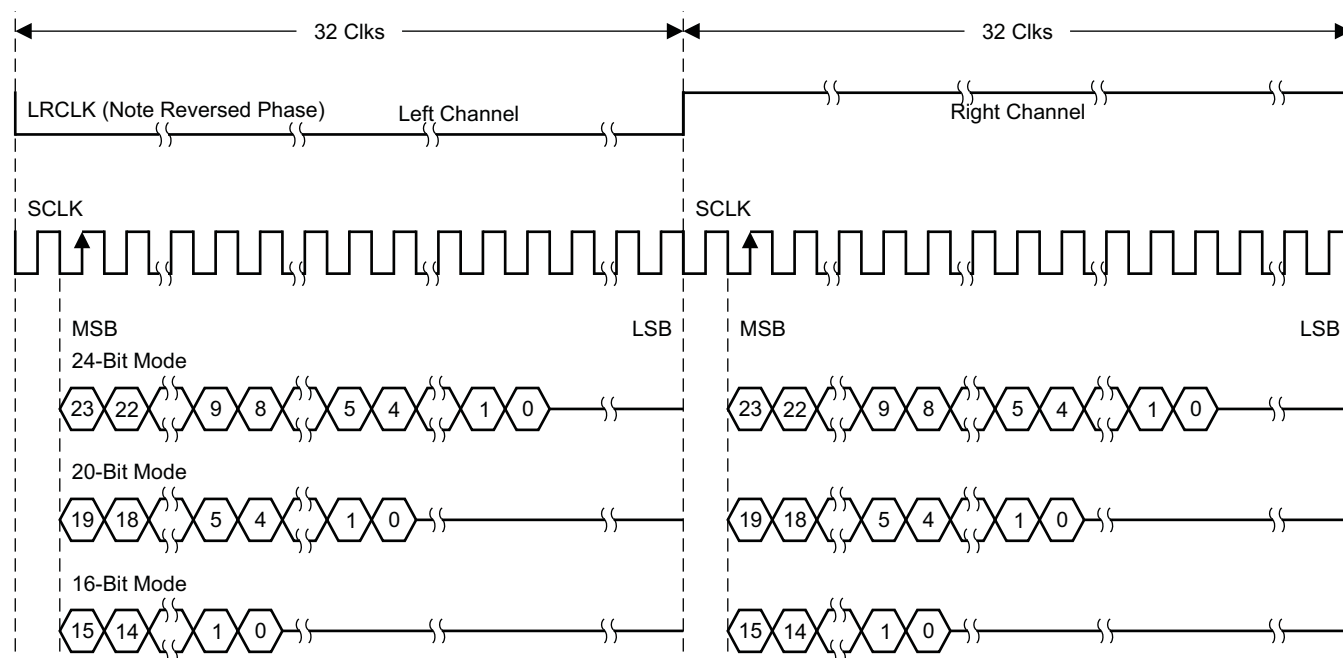 32 Clks 32 Clks
LRCLK (Note Reversed Phase) Left Channel Right Channel
SCLK SCLK
MSB LSB MSB LSB
24-Bit Mode
23 22 9 8 5 4 1 0 23 22 9 8 5 4 1 0
20-Bit Mode
19 18 5 4 1 0 19 18 5 4 1 0
16-Bit Mode
15 14 1 0 15 14 1 0